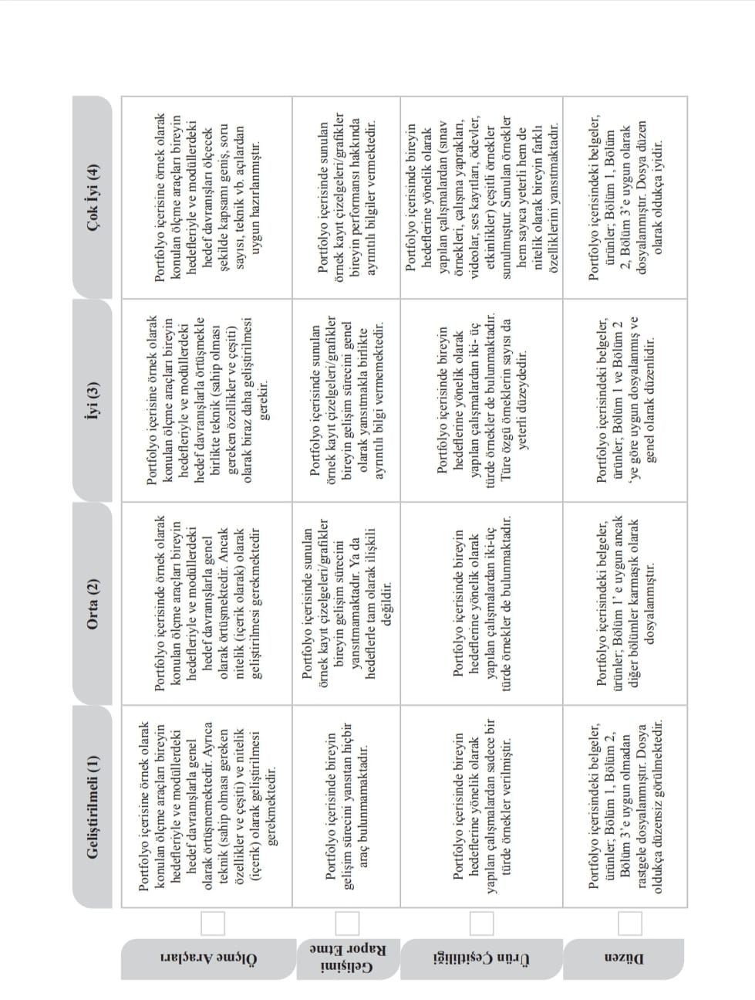 Geliştirilmeli (1)
Orta (2)
İyi (3)
Çok İyi (4)
Ölçme Araçları
Portfolyo içerisine örnek olarak
konulan ölçme araçları bireyin
hedefleriyle ve modüllerdeki
hedef davranışlarla genel
olarak örtüşmemektedir. Ayrıca
teknik (sahip olması gereken
özellikler ve çeşiti) ve nitelik
(içerik) olarak geliştirilmesi
gerekmektedir.
Portfolyo içerisinde örnek olarak
konulan ölçme araçları bireyin
hedefleriyle ve modüllerdeki
hedef davranışlarla genel
olarak örtüşmektedir. Ancak
nitelik (içerik olarak) olarak
geliştirilmesi gerekmektedir
Portfolyo içerisine örnek olarak
konulan ölçme araçları bireyin
hedefleriyle ve modüllerdeki
hedef davranışlarla örtüşmekle
birlikte teknik (sahip olması
gereken özellikler ve çeşiti)
olarak biraz daha geliştirilmesi
gerekir.
Portfolyo içerisine örnek olarak
konulan ölçme araçları bireyin
hedefleriyle ve modüllerdeki
hedef davranışları ölçecek
şekilde kapsamı geniş, soru
sayısı, teknik vb. açılardan
uygun hazırlanmıştır.
Gelişimi
Rapor Etme
Portfolyo içerisinde bireyin
gelişim sürecini yansıtan hiçbir
araç bulunmamaktadır.
Portfolyo içerisinde sunulan
örnek kayıt çizelgeleri/grafikler
bireyin gelişim sürecini
yansıtmamaktadır. Ya da
hedeflerle tam olarak ilişkili
değildir.
Portfolyo içerisinde sunulan
örnek kayıt çizelgeleri/grafikler
bireyin gelişim sürecini genel
olarak yansıtmakla birlikte
ayrıntılı bilgi vermemektedir.
Portfolyo içerisinde sunulan
örnek kayıt çizelgeleri/grafikler
bireyin performansı hakkında
ayrıntılı bilgiler vermektedir.
Ürün Çeşitliliği
Portfolyo içerisinde bireyin
hedeflerine yönelik olarak
yapılan çalışmalardan sadece bir
türde örnekler verilmiştir.
Portfolyo içerisinde bireyin
hedeflerine yönelik olarak
yapılan çalışmalardan iki-üç
türde örnekler de bulunmaktadır.
Portfolyo içerisinde bireyin
hedeflerine yönelik olarak
yapılan çalışmalardan iki- üç
türde örnekler de bulunmaktadır.
Türe özgü örneklerin sayısı da
yeterli düzeydedir.
Portfolyo içerisinde bireyin
hedeflerine yönelik olarak
yapılan çalışmalardan (sınav
örnekleri, çalışma yaprakları,
videolar, ses kayıtları, ödevler,
etkinlikler) çeşitli örnekler
sunulmuştur. Sunulan örnekler
hem sayıca yeterli hem de
nitelik olarak bireyin farklı
özelliklerini yansıtmaktadır.
Düzen
Portfolyo içerisindeki belgeler,
ürünler; Bölüm 1, Bölüm 2,
Bölüm 3’e uygun olmadan
rastgele dosyalanmıştır. Dosya
oldukça düzensiz görülmektedir.
Portfolyo içerisindeki belgeler,
ürünler; Bölüm 1’ e uygun ancak
diğer bölümler karmaşık olarak
dosyalanmıştır.
Portfolyo içerisindeki belgeler,
ürünler; Bölüm 1 ve Bölüm 2
‘ye göre uygun dosyalanmış ve
genel olarak düzenlidir.
Portfolyo içerisindeki belgeler,
ürünler; Bölüm 1, Bölüm
2, Bölüm 3’e uygun olarak
dosyalanmıştır. Dosya düzen
olarak oldukça iyidir.